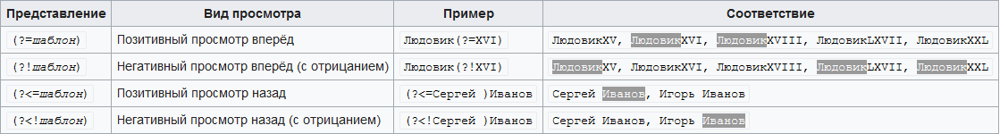 Представление Вид просмотра Пример Соответствие
(?=шаблон) Позитивный просмотр вперёд Людовик(?=XVI) ЛюдовикXV, ЛюдовикXVI, ЛюдовикXVIII, ЛюдовикLXVII, ЛюдовикXXL
(?!шаблон) Негативный просмотр вперёд (с отрицанием) Людовик(?!XVI) ЛюдовикXV, ЛюдовикXVI, ЛюдовикXVIII, ЛюдовикLXVII, ЛюдовикXXL
(?<=шаблон) Позитивный просмотр назад (?<=Сергей )Иванов Сергей Иванов, Игорь Иванов
(?<!шаблон) Негативный просмотр назад (с отрицанием) (?<!Сергей )Иванов Сергей Иванов, Игорь Иванов